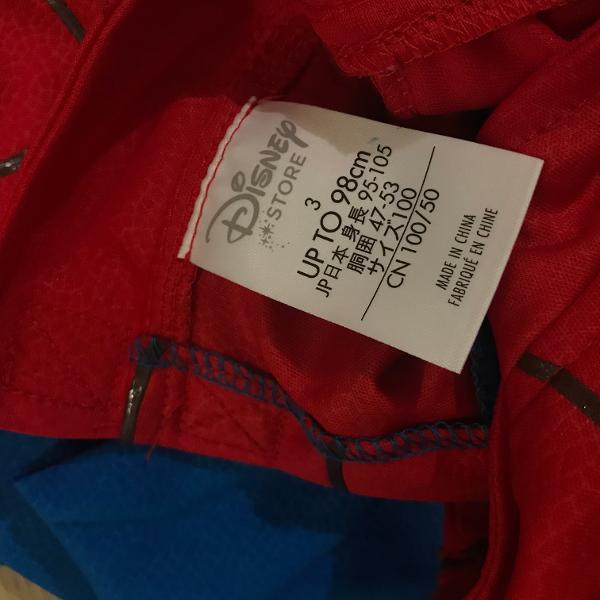 Disney
STORE
3
UP TO 98cm
JP日本 身長 95-105
胴囲 47-53
サイズ100
CN 100/50
MADE IN CHINA
FABRIQUÉ EN CHINE